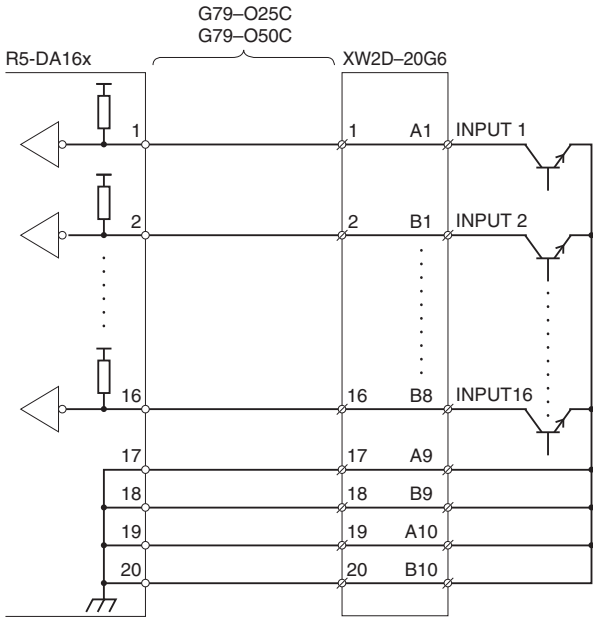 G79–O25C
G79–O50C
R5-DA16x XW2D–20G6
1 1 A1 INPUT 1
2 2 B1 INPUT 2
16 16 B8 INPUT16
17 17 A9
18 18 B9
19 19 A10
20 20 B10